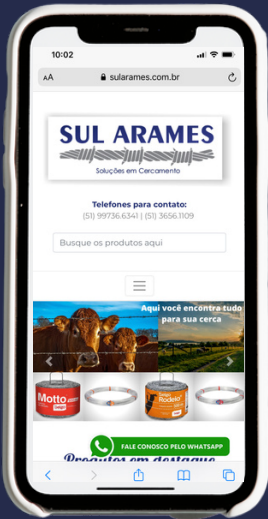 10:02
AA
sularames.com.br
SUL ARAMES
Soluções em Cercamento
Telefones para contato:
(51) 99736.6341 | (51) 3656.1109
Busque os produtos aqui
Aqui você encontra tudo
para sua cerca
Motto
Rodeio
FALE CONOSCO PELO WHATSAPP
Produtos em destaque